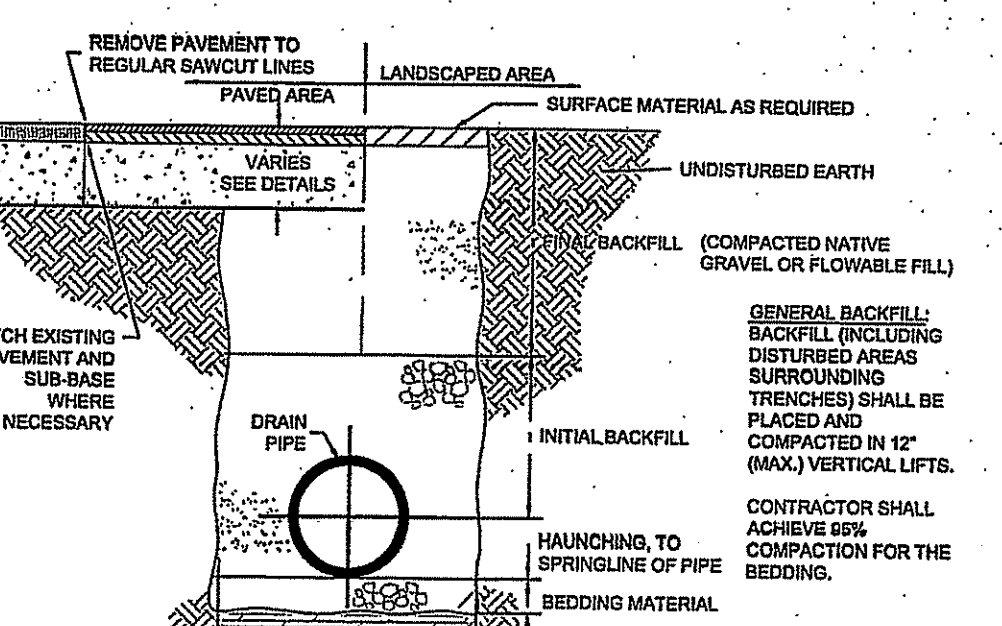 REMOVE PAVEMENT TO
REGULAR SAWCUT LINES
LANDSCAPED AREA
PAVED AREA
SURFACE MATERIAL AS REQUIRED
VARIES
SEE DETAILS
UNDISTURBED EARTH
FINAL BACKFILL (COMPACTED NATIVE
GRAVEL OR FLOWABLE FILL)
GENERAL BACKFILL:
BACKFILL (INCLUDING
DISTURBED AREAS
SURROUNDING
TRENCHES) SHALL BE
PLACED AND
COMPACTED IN 12"
(MAX.) VERTICAL LIFTS.
TCH EXISTING
VEMENT AND
SUB-BASE
WHERE
NECESSARY
DRAIN
PIPE
INITIAL BACKFILL
CONTRACTOR SHALL
ACHIEVE 95%
COMPACTION FOR THE
BEDDING.
HAUNCHING, TO
SPRINGLINE OF PIPE
BEDDING MATERIAL